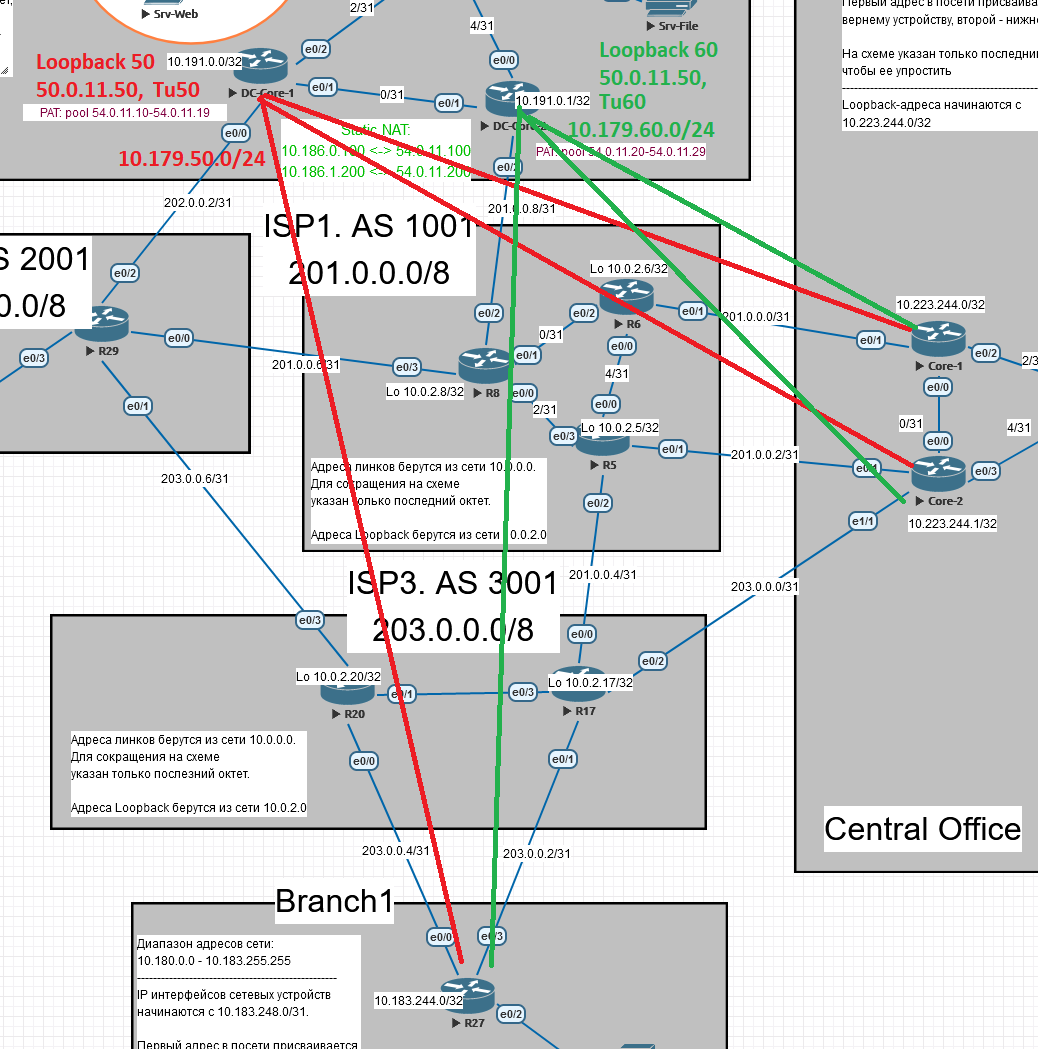 Srv-Web
2/31
4/31
Srv-File
Первый адрес в посети присваива
вернему устройству, второй - нижн
На схеме указан только последни
чтобы ее упростить
Loopback-адреса начинаются с
10.223.244.0/32
Loopback 50
50.0.11.50, Tu50
PAT: pool 54.0.11.10-54.0.11.19
10.179.50.0/24
10.191.0.0/32
DC-Core-1
e0/2
e0/1
0/31
e0/1
e0/0
e0/0
Loopback 60
50.0.11.50,
Tu60
10.179.60.0/24
PAT: pool 54.0.11.20-54.0.11.29
10.191.0.1/32
e0/2
Static NAT:
10.186.0.100 <-> 54.0.11.100
10.186.1.200 <-> 54.0.11.200
202.0.0.2/31
201.0.0.8/31
S 2001
0.0/8
e0/2
R29
e0/0
e0/3
e0/1
ISP1. AS 1001
201.0.0.0/8
Lo 10.0.2.6/32
R6
e0/2
e0/1
e0/0
201.0.0.0/31
e0/2
0/31
e0/1
201.0.0.6/31
e0/3
Lo 10.0.2.8/32
R8
e0/0
4/31
2/31
e0/0
e0/3
Lo 10.0.2.5/32
R5
e0/1
e0/2
201.0.0.2/31
Адреса линков берутся из сети 10.0.0.0.
Для сокращения на схеме
указан только последний октет.
Адреса Loopback берутся из сети 10.0.2.0
10.223.244.0/32
e0/1
e0/2
Core-1
e0/0
0/31
4/31
e0/0
e0/1
e0/3
Core-2
e1/1
10.223.244.1/32
203.0.0.6/31
201.0.0.4/31
203.0.0.0/31
ISP3. AS 3001
203.0.0.0/8
e0/3
e0/0
e0/2
Lo 10.0.2.20/32
R20
e0/1
e0/3
Lo 10.0.2.17/32
R17
e0/0
e0/1
Адреса линков берутся из сети 10.0.0.0.
Для сокращения на схеме
указан только послезний октет.
Адреса Loopback берутся из сети 10.0.2.0
Central Office
203.0.0.4/31
203.0.0.2/31
Branch1
Диапазон адресов сети:
10.180.0.0 - 10.183.255.255
IP интерфейсов сетевых устройств
начинаются с 10.183.248.0/31.
Первый адрес в посети присваивается
e0/0
e0/3
10.183.244.0/32
R27
e0/2